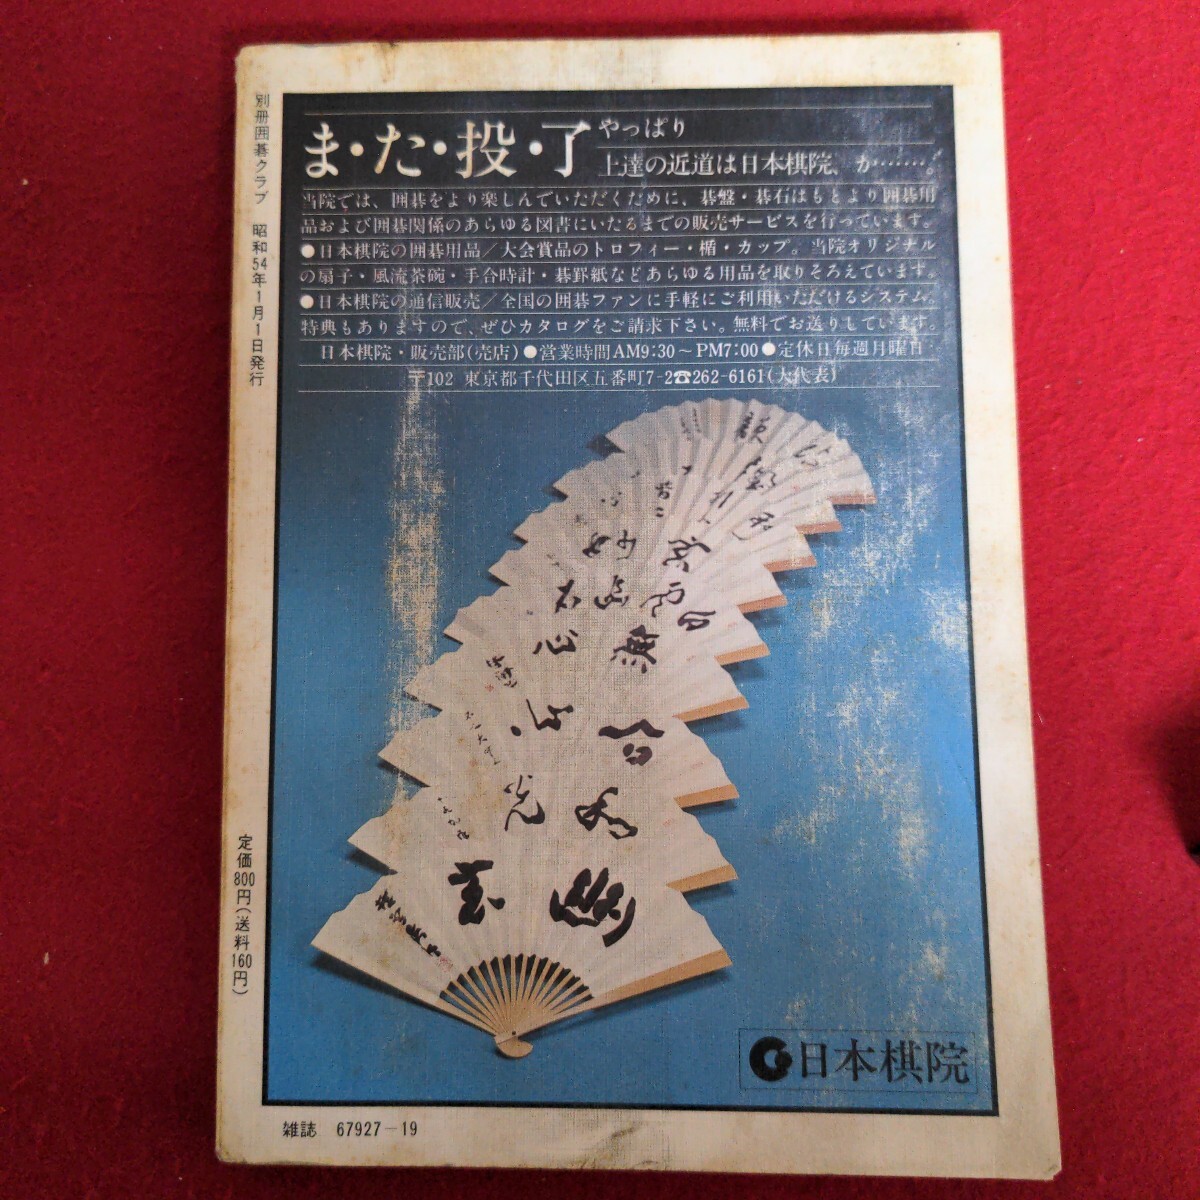 別冊囲碁クラブ 昭和54年1月1日発行
定価800円(送料160円)
ま・た・投・了
やっぱり
上達の近道は日本棋院、か……。
当院では、囲碁をより楽しんでいただくために、碁盤・碁石はもとより囲碁用
品および囲碁関係のあらゆる図書にいたるまでの販売サービスを行っています。
●日本棋院の囲碁用品/大会賞品のトロフィー・楯・カップ。当院オリジナル
の扇子・風流茶碗・手合時計・碁罫紙などあらゆる用品を取りそろえています。
●日本棋院の通信販売/全国の囲碁ファンに手軽にご利用いただけるシステム。
特典もありますので、ぜひカタログをご請求下さい。無料でお送りしています。
日本棋院・販売部(売店)●営業時間AM9:30〜PM7:00●定休日毎週月曜日
〒102 東京都千代田区五番町7-2☎262-6161(大代表)
日本棋院
雑誌 67927-19